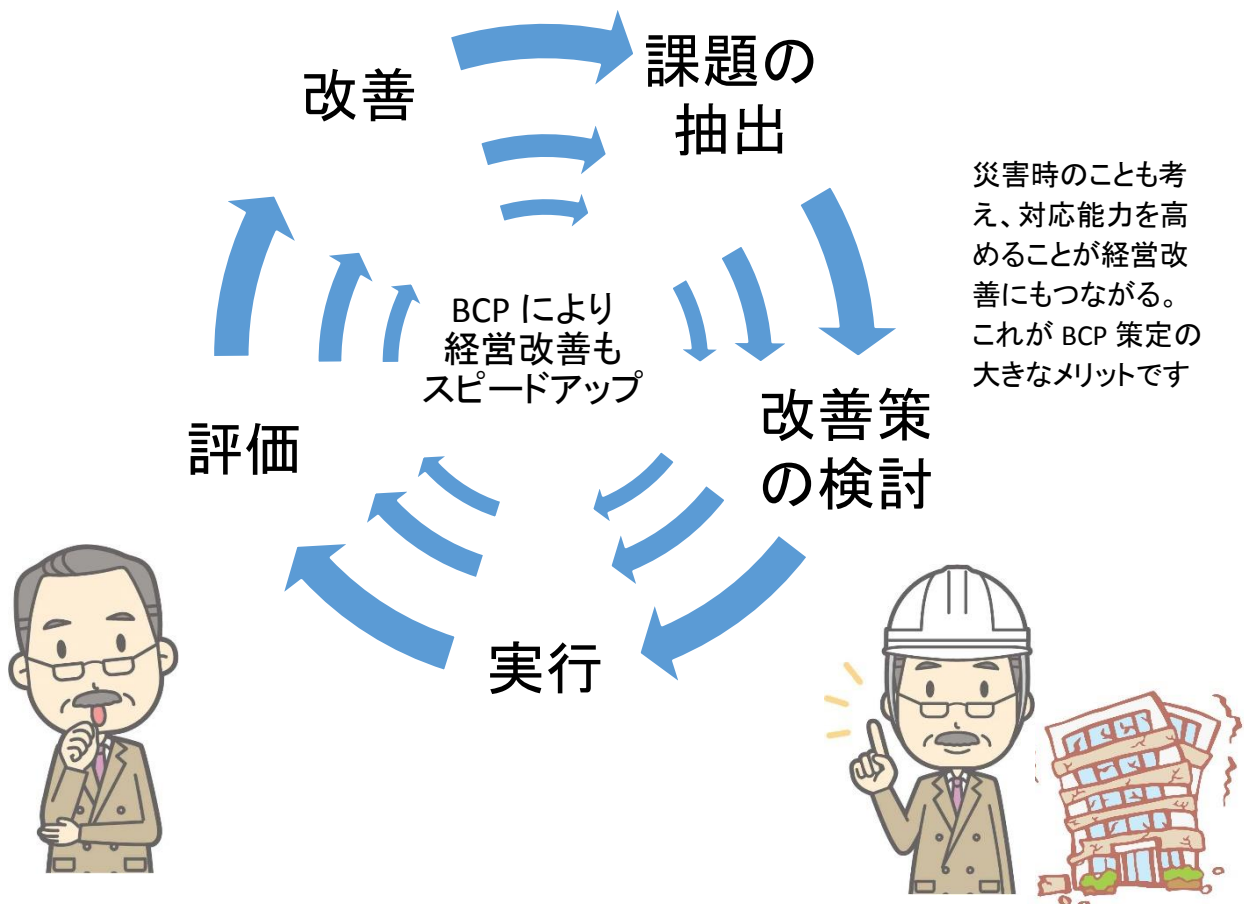 改善
課題の
抽出
災害時のことも考
え、対応能力を高
めることが経営改
善にもつながる。
これが BCP 策定の
大きなメリットです
BCP により
経営改善も
スピードアップ
改善策
の検討
評価
実行